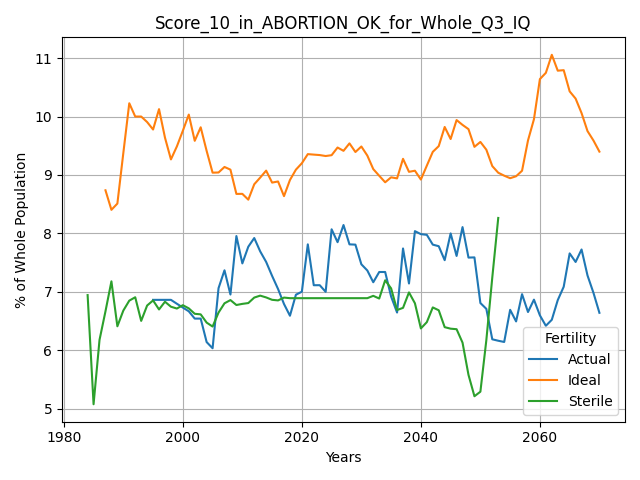 Score_10_in_ABORTION_OK_for_Whole_Q3_IQ
% of Whole Population
11
10
9
8
7
6
5
1980
2000
2020
2040
2060
Years
Fertility
Actual
Ideal
Sterile